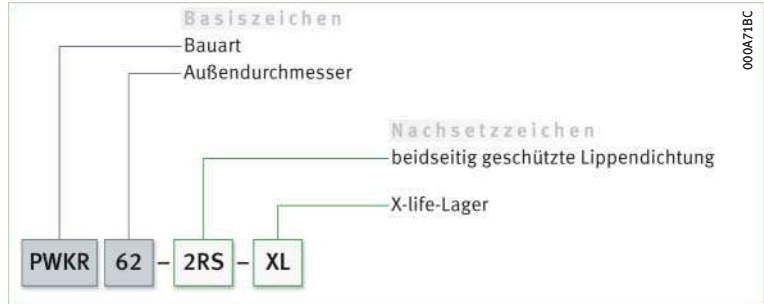 Basiszeichen
Bauart
Außendurchmesser
Nachsetzzeichen
beidseitig geschützte Lippendichtung
X-life-Lager
PWKR 62 – 2RS – XL
000A71BC